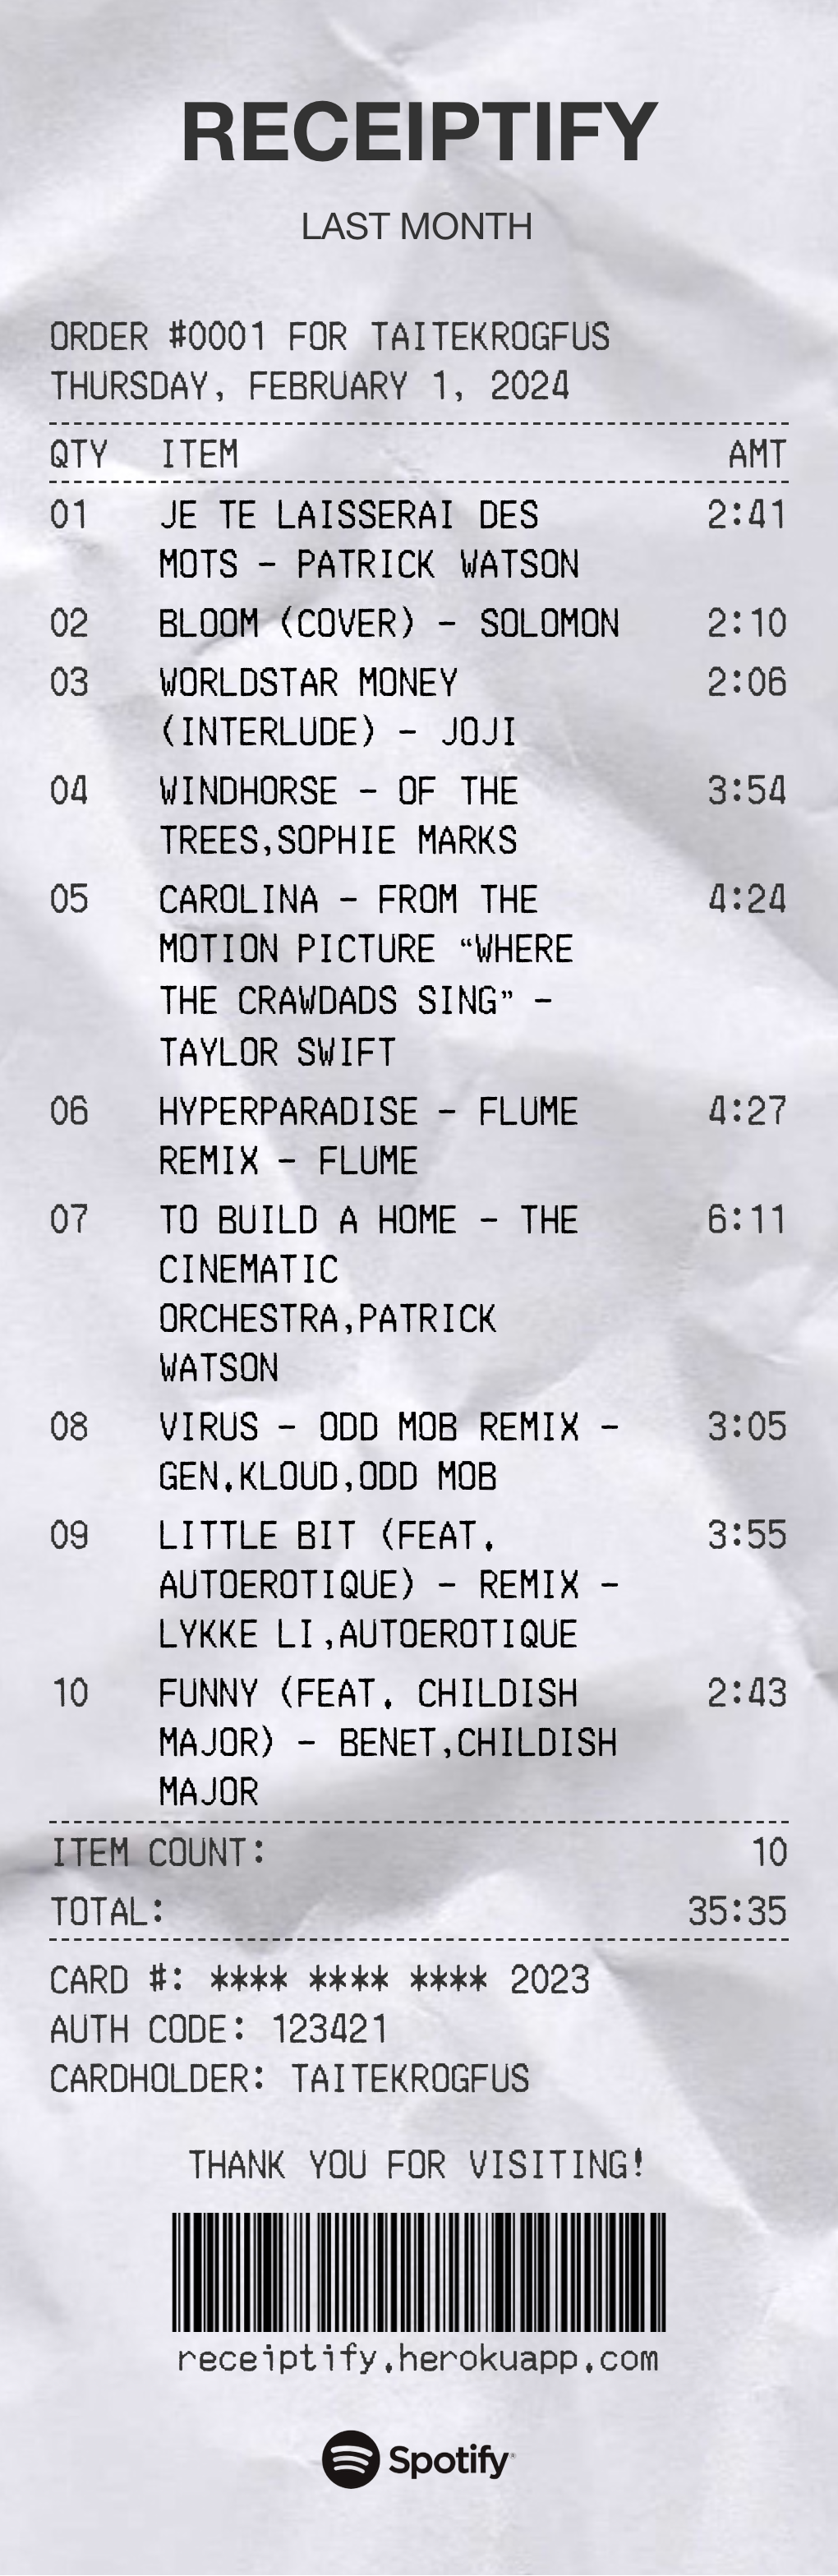 RECEIPTIFY
LAST MONTH
ORDER #0001 FOR TAITEKROGFUS
THURSDAY, FEBRUARY 1, 2024
QTY ITEM AMT
01 JE TE LAISSERAI DES 2:41
MOTS - PATRICK WATSON
02 BLOOM (COVER) - SOLOMON 2:10
03 WORLDSTAR MONEY 2:06
(INTERLUDE) - JOJI
04 WINDHORSE - OF THE 3:54
TREES,SOPHIE MARKS
05 CAROLINA - FROM THE 4:24
MOTION PICTURE “WHERE
THE CRAWDADS SING” -
TAYLOR SWIFT
06 HYPERPARADISE - FLUME 4:27
REMIX - FLUME
07 TO BUILD A HOME - THE 6:11
CINEMATIC
ORCHESTRA,PATRICK
WATSON
08 VIRUS - ODD MOB REMIX - 3:05
GEN.KLOUD,ODD MOB
09 LITTLE BIT (FEAT. 3:55
AUTOEROTIQUE) - REMIX -
LYKKE LI,AUTOEROTIQUE
10 FUNNY (FEAT. CHILDISH 2:43
MAJOR) - BENET,CHILDISH
MAJOR
ITEM COUNT: 10
TOTAL: 35:35
CARD #: **** **** **** 2023
AUTH CODE: 123421
CARDHOLDER: TAITEKROGFUS
THANK YOU FOR VISITING!
receiptify.herokuapp.com
Spotify